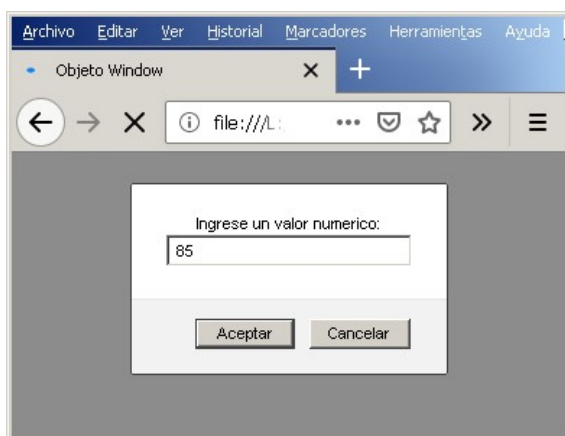 Archivo Editar Ver Historial Marcadores Herramientas Ayuda
Objeto Window
file:///L:
Ingrese un valor numerico:
85
Aceptar Cancelar